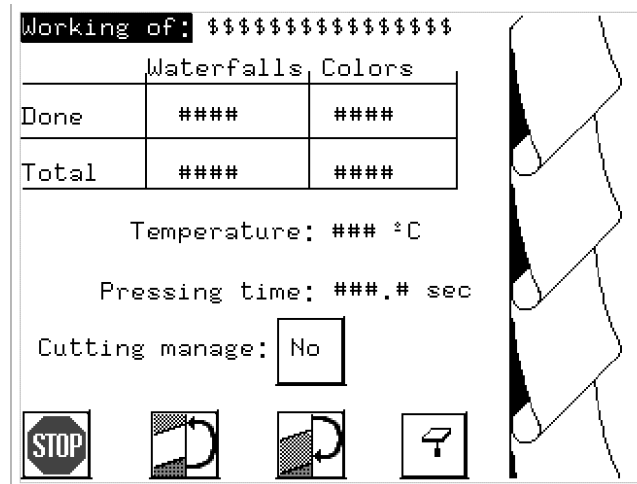 Working of: $$$$$$$$$$$$$$$$
Waterfalls Colors
Done #### ####
Total #### ####
Temperature: ### °C
Pressing time: ###.# sec
Cutting manage: No
STOP